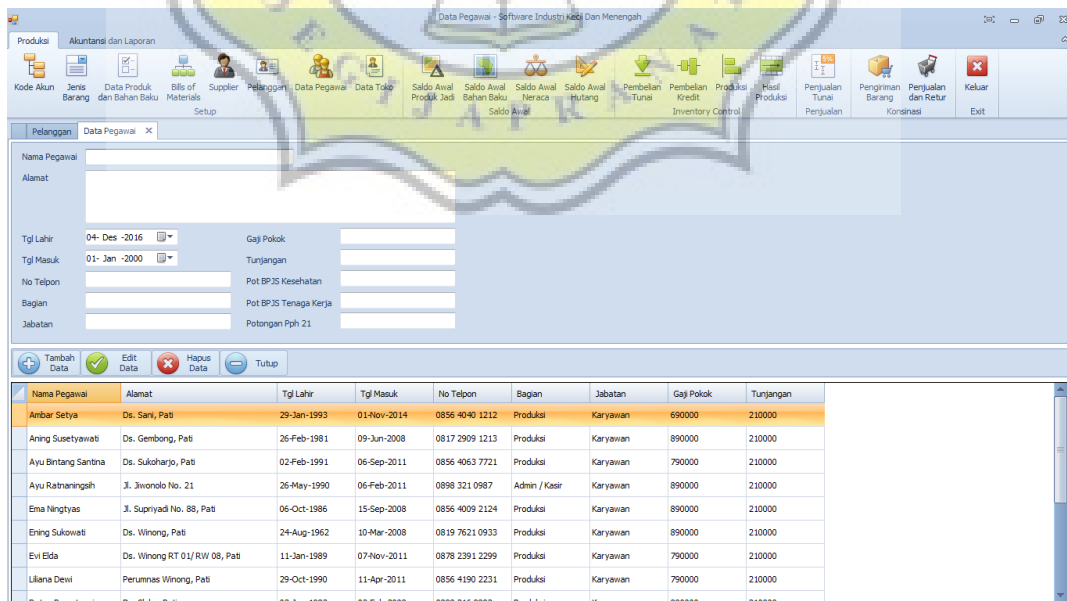 Data Pegawai - Software Industri Kecil Dan Menengah
Produksi Akuntansi dan Laporan
Kode Akun Jenis Barang Data Produk dan Bahan Baku Bills of Materials Supplier Pelanggan Data Pegawai Data Toko Saldo Awal Produk Jadi Saldo Awal Bahan Baku Saldo Awal Neraca Saldo Awal Hutang Pembelian Tunai Pembelian Kredit Produksi Hasil Produksi Penjualan Tunai Pengiriman Barang Penjualan dan Retur Keluar
Setup Saldo Awal Inventory Control Penjualan Konsinasi Exit
Pelanggan Data Pegawai
Nama Pegawai
Alamat
Tgl Lahir 04- Des -2016 Gaji Pokok
Tgl Masuk 01- Jan -2000 Tunjangan
No Telpon Pot BPJS Kesehatan
Bagian Pot BPJS Tenaga Kerja
Jabatan Potongan Pph 21
Tambah Data Edit Data Hapus Data Tutup
Nama Pegawai Alamat Tgl Lahir Tgl Masuk No Telpon Bagian Jabatan Gaji Pokok Tunjangan
Ambar Setya Ds. Sani, Pati 29-Jan-1993 01-Nov-2014 0856 4040 1212 Produksi Karyawan 690000 210000
Aning Susetyawati Ds. Gembong, Pati 26-Feb-1981 09-Jun-2008 0817 2909 1213 Produksi Karyawan 890000 210000
Ayu Bintang Santina Ds. Sukoharjo, Pati 02-Feb-1991 06-Sep-2011 0856 4063 7721 Produksi Karyawan 790000 210000
Ayu Ratnaningsih Jl. Jiwonolo No. 21 26-May-1990 06-Feb-2011 0898 321 0987 Admin / Kasir Karyawan 890000 210000
Ema Ningtyas Jl. Supriyadi No. 88, Pati 06-Oct-1986 15-Sep-2008 0856 4009 2124 Produksi Karyawan 890000 210000
Ening Sukowati Ds. Winong, Pati 24-Aug-1962 10-Mar-2008 0819 7621 0933 Produksi Karyawan 890000 210000
Evi Elda Ds. Winong RT 01/ RW 08, Pati 11-Jan-1989 07-Nov-2011 0878 2391 2299 Produksi Karyawan 790000 210000
Liliana Dewi Perumnas Winong, Pati 29-Oct-1990 11-Apr-2011 0856 4190 2231 Produksi Karyawan 790000 210000